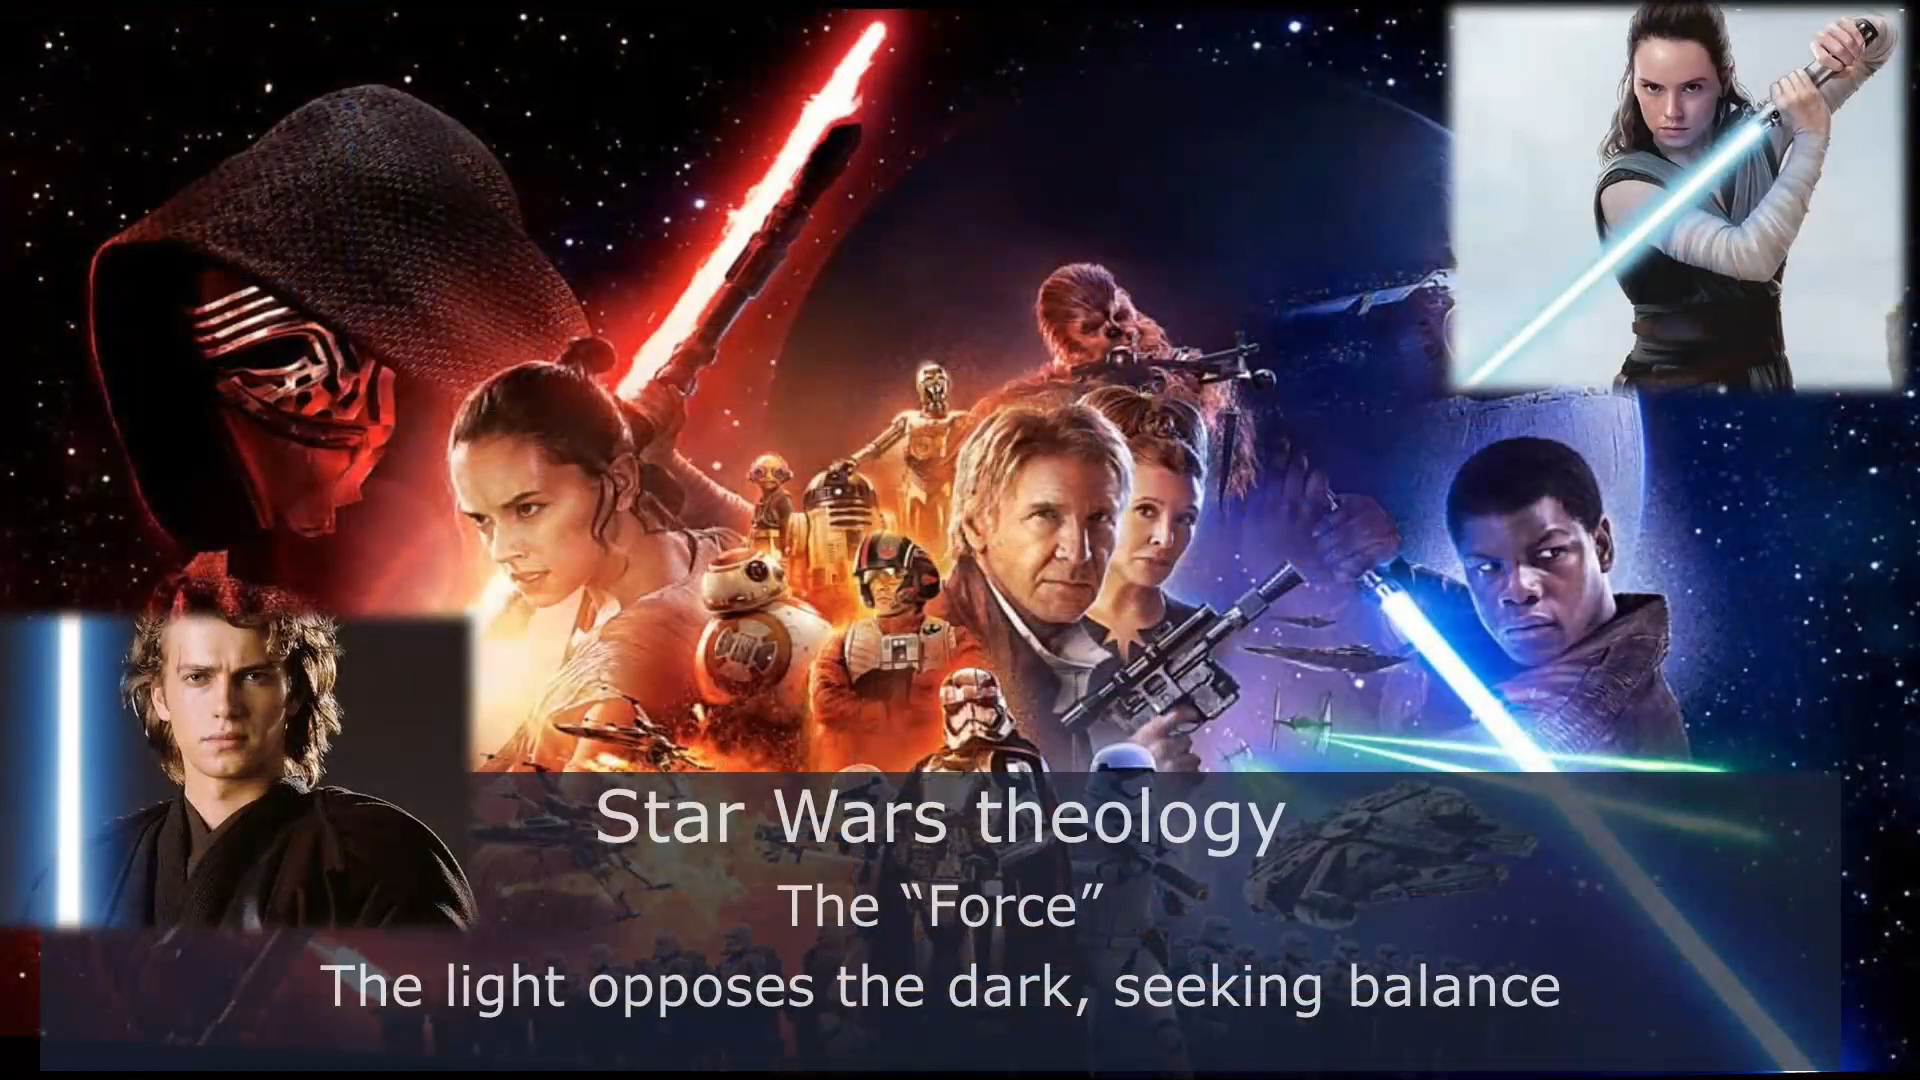 Star Wars theology
The “Force”
The light opposes the dark, seeking balance